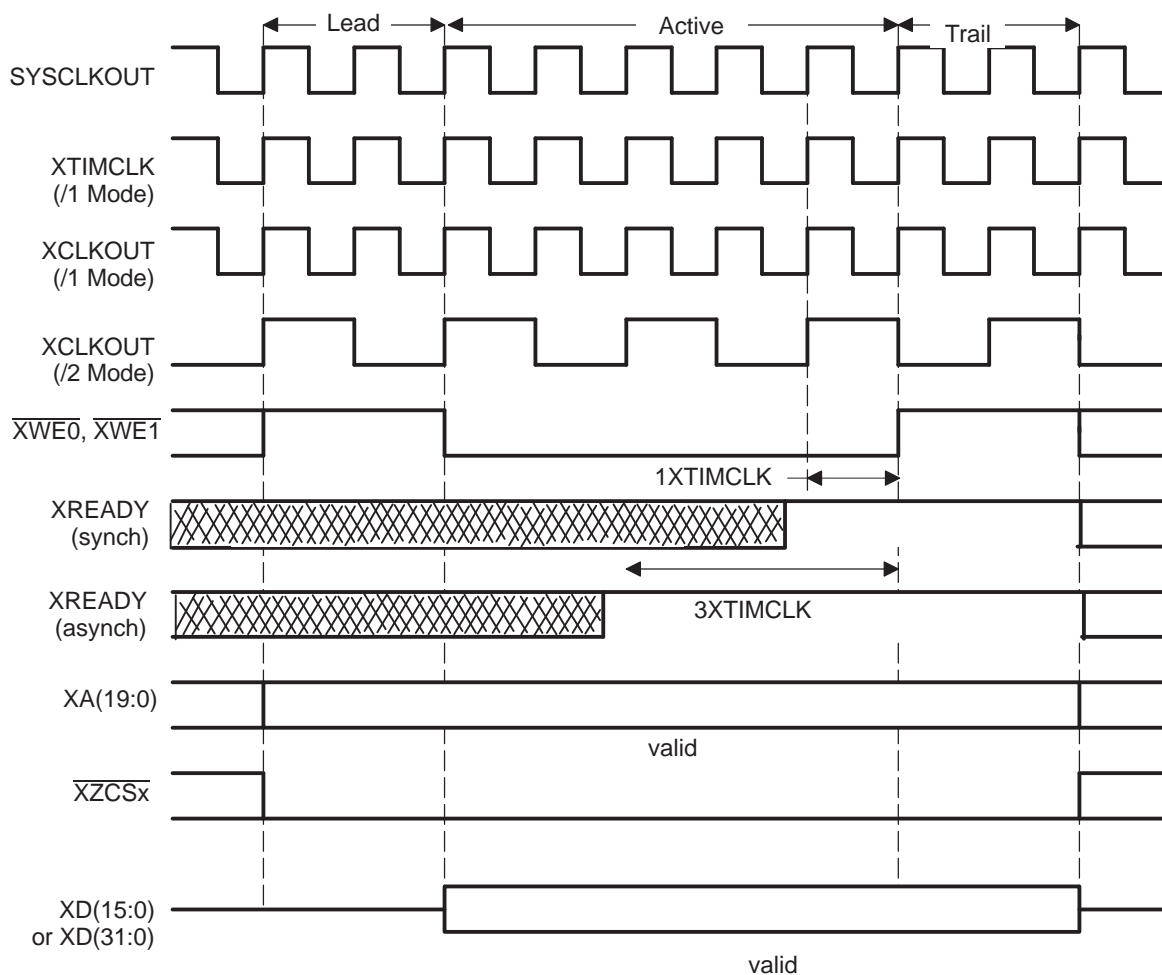 Lead
Active
Trail
SYSCLKOUT
XTIMCLK
(/1 Mode)
XCLKOUT
(/1 Mode)
XCLKOUT
(/2 Mode)
XWE0, XWE1
1XTIMCLK
XREADY
(synch)
XREADY
(asynch)
3XTIMCLK
XA(19:0)
valid
XZCSx
XD(15:0)
or XD(31:0)
valid